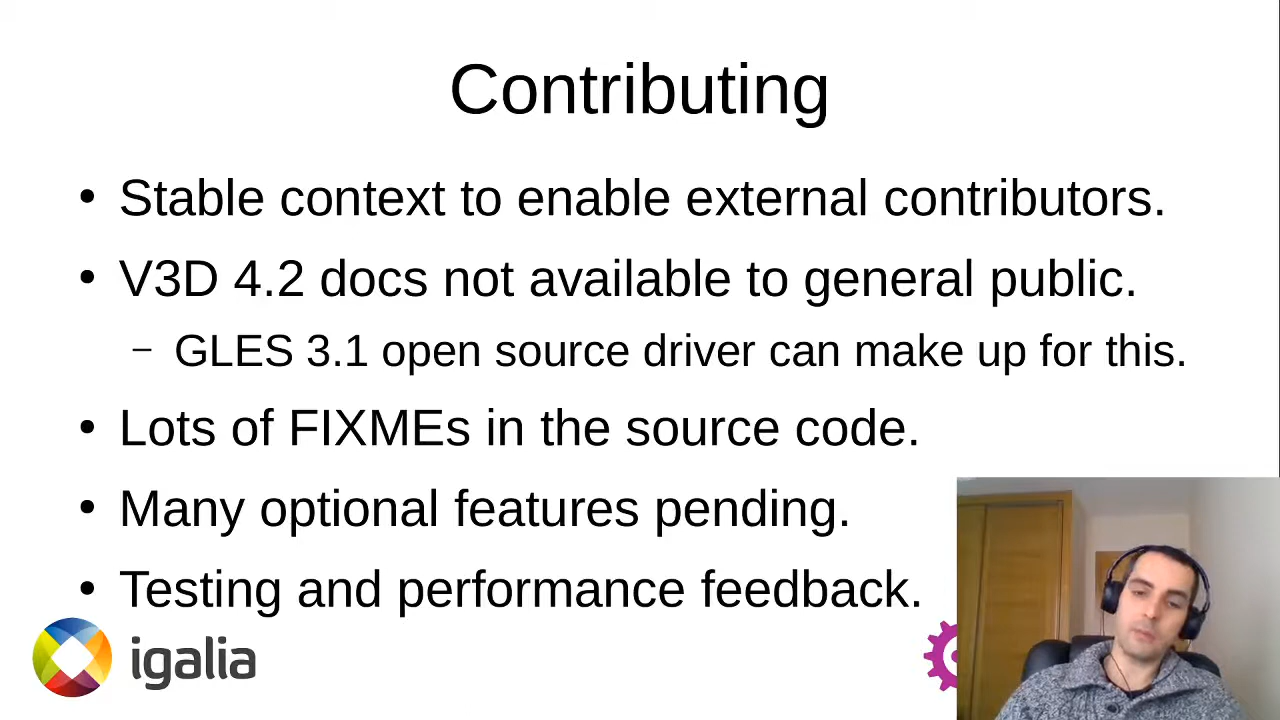 Contributing
• Stable context to enable external contributors.
• V3D 4.2 docs not available to general public.
– GLES 3.1 open source driver can make up for this.
• Lots of FIXMEs in the source code.
• Many optional features pending.
• Testing and performance feedback.
igalia